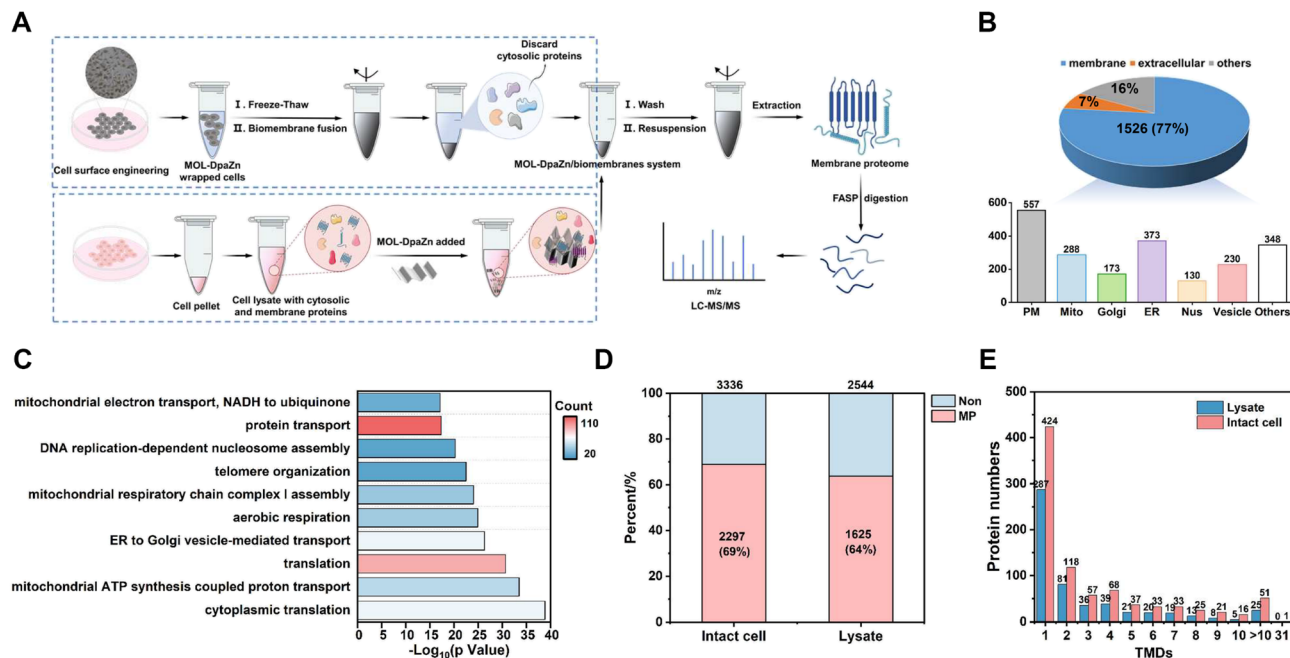 A
Discard
cytosolic proteins
I . Freeze-Thaw
II. Biomembrane fusion
I . Wash
II. Resuspension
Extraction
Cell surface engineering
MOL-DpaZn
wrapped cells
MOL-DpaZn/biomembranes system
Membrane proteome
FASP digestion
MOL-DpaZn added
Cell pellet
Cell lysate with cytosolic
and membrane proteins
m/z
LC-MS/MS
B
membrane extracellular others
16%
7%
1526 (77%)
600
400
200
0
557
288
173
373
130
230
348
PM Mito Golgi ER Nus Vesicle Others
C
mitochondrial electron transport, NADH to ubiquinone
protein transport
DNA replication-dependent nucleosome assembly
telomere organization
mitochondrial respiratory chain complex I assembly
aerobic respiration
ER to Golgi vesicle-mediated transport
translation
mitochondrial ATP synthesis coupled proton transport
cytoplasmic translation
Count
110
20
0 5 10 15 20 25 30 35 40
-Log10(p Value)
D
3336 2544
100
80
60
40
20
0
Percent/%
Non
MP
2297
(69%)
1625
(64%)
Intact cell Lysate
E
500
400
300
200
100
0
Protein numbers
Lysate
Intact cell
287 424
81 118
36 57
39 68
21 37
20 33
19 33
13 25
8 21
5 16
25 51
0 1
1 2 3 4 5 6 7 8 9 10 >10 31
TMDs